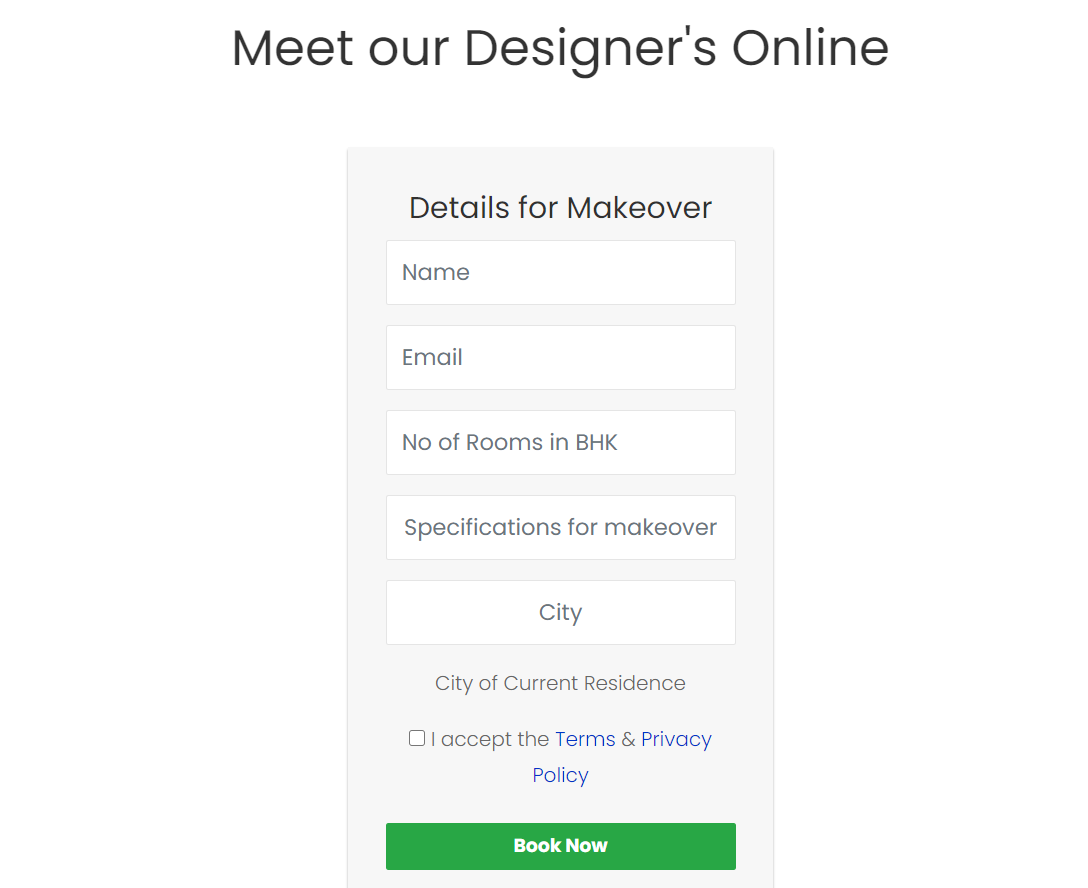 Meet our Designer's Online
Details for Makeover
Name
Email
No of Rooms in BHK
Specifications for makeover
City
City of Current Residence
I accept the Terms & Privacy
Policy
Book Now